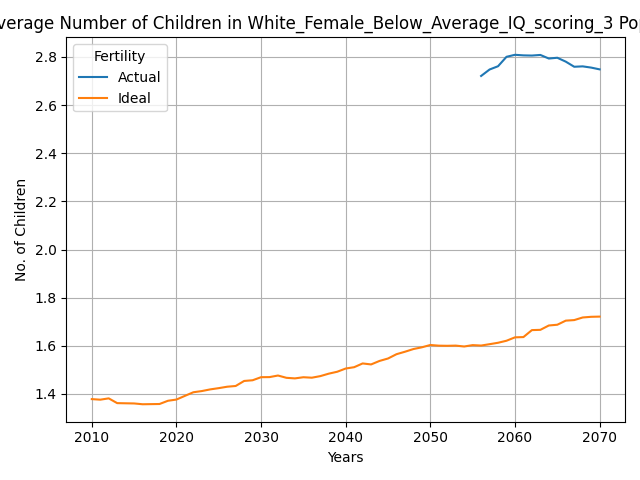 verage Number of Children in White_Female_Below_Average_IQ_scoring_3 Po
Fertility
Actual
Ideal
No. of Children
2.8
2.6
2.4
2.2
2.0
1.8
1.6
1.4
2010 2020 2030 2040 2050 2060 2070
Years